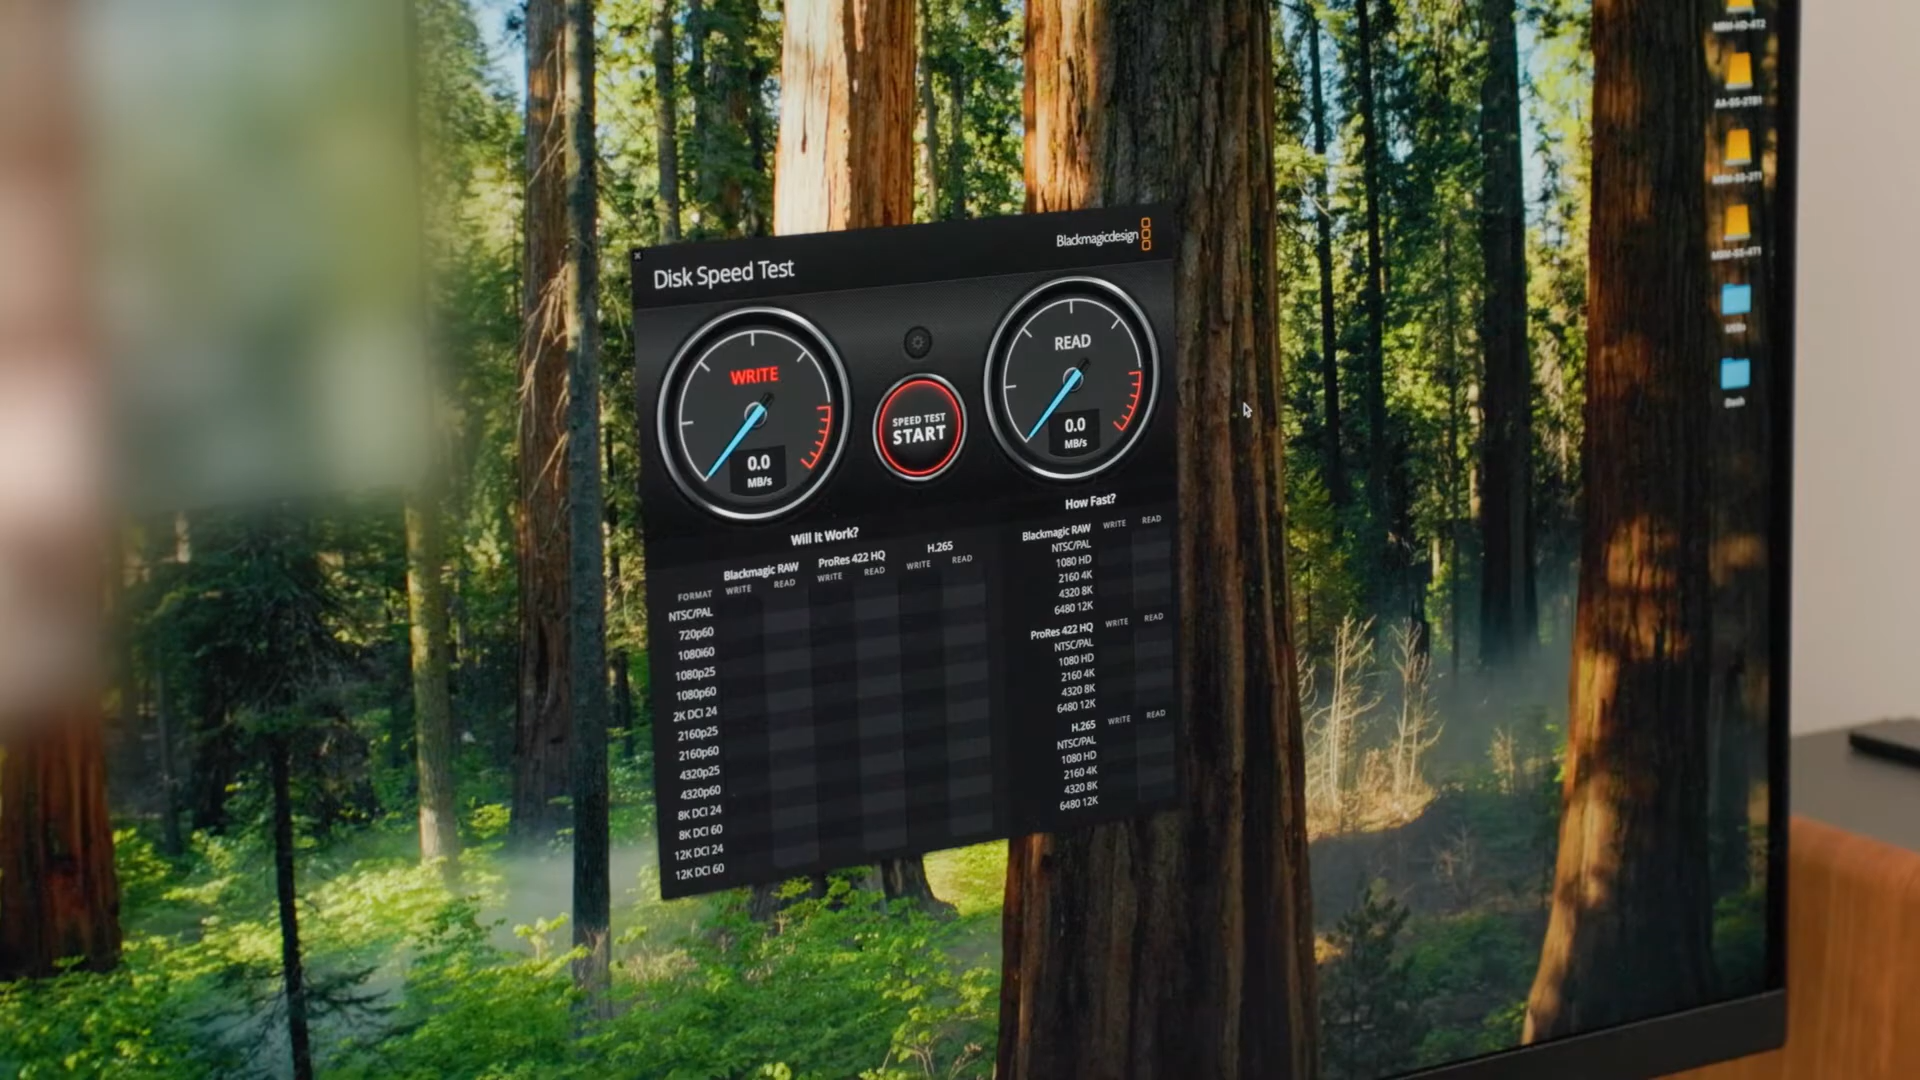 Disk Speed Test
Blackmagicdesign
WRITE
0.0
MB/s
SPEED TEST
START
READ
0.0
MB/s
Will It Work?
Blackmagic RAW ProRes 422 HQ H.265
FORMAT WRITE READ WRITE READ WRITE READ
NTSC/PAL
720p60
1080i60
1080p25
1080p60
2K DCI 24
2160p25
2160p60
4320p25
4320p60
8K DCI 24
8K DCI 60
12K DCI 24
12K DCI 60
How Fast?
Blackmagic RAW WRITE READ
NTSC/PAL
1080 HD
2160 4K
4320 8K
6480 12K
ProRes 422 HQ WRITE READ
NTSC/PAL
1080 HD
2160 4K
4320 8K
6480 12K
H.265 WRITE READ
NTSC/PAL
1080 HD
2160 4K
4320 8K
6480 12K